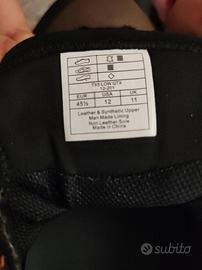 TX5 LOW GTX
12-201
EUR USA UK
45½ 12 11
Leather & Synthetic Upper
Man Made Lining
Non Leather Sole
Made In China
subito